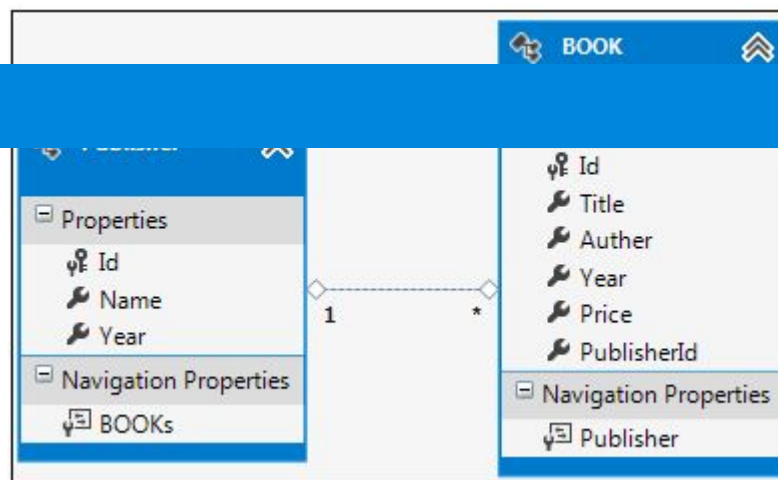 BOOK
Properties
Id
Name
Year
Navigation Properties
BOOKs
1 *
Id
Title
Auther
Year
Price
PublisherId
Navigation Properties
Publisher